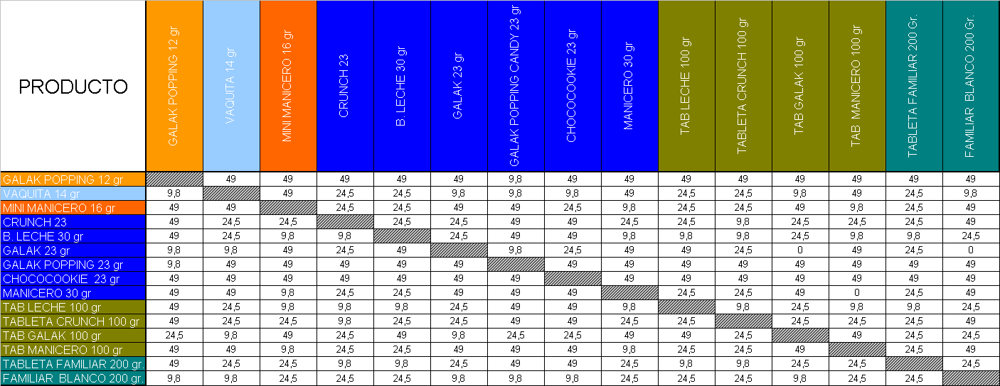 PRODUCTO GALAK POPPING 12 gr VAQUITA 14 gr MINI MANICERO 16 gr CRUNCH 23 B. LECHE 30 gr GALAK 23 gr GALAK POPPING CANDY 23 gr CHOCOCOOKIE 23 gr MANICERO 30 gr TAB LECHE 100 gr TABLETA CRUNCH 100 gr TAB GALAK 100 gr TAB MANICERO 100 gr TABLETA FAMILIAR 200 Gr. FAMILIAR BLANCO 200 Gr.
GALAK POPPING 12 gr 49 49 49 49 49 9,8 49 49 49 49 49 49 49 49
VAQUITA 14 gr 9,8 49 24,5 24,5 9,8 9,8 9,8 49 24,5 24,5 9,8 49 24,5 9,8
MINI MANICERO 16 gr 49 49 24,5 24,5 49 49 24,5 9,8 24,5 24,5 49 9,8 24,5 49
CRUNCH 23 49 24,5 24,5 24,5 24,5 49 49 24,5 24,5 9,8 24,5 24,5 24,5 49
B. LECHE 30 gr 49 24,5 9,8 9,8 24,5 49 49 9,8 9,8 9,8 24,5 9,8 9,8 24,5
GALAK 23 gr 9,8 9,8 49 24,5 49 9,8 24,5 49 49 24,5 0 49 24,5 0
GALAK POPPING 23 gr 9,8 49 49 49 49 49 49 49 49 49 49 49 49 49
CHOCOCOOKIE 23 gr 49 49 49 49 49 49 49 49 49 49 49 49 49 49
MANICERO 30 gr 49 49 9,8 24,5 24,5 49 49 49 24,5 24,5 49 0 24,5 49
TAB LECHE 100 gr 49 24,5 9,8 9,8 9,8 24,5 49 49 9,8 9,8 24,5 9,8 9,8 24,5
TABLETA CRUNCH 100 gr 49 24,5 24,5 9,8 24,5 24,5 49 49 24,5 24,5 24,5 24,5 24,5 49
TAB GALAK 100 gr 24,5 9,8 49 24,5 49 9,8 24,5 24,5 49 49 24,5 49 24,5 24,5
TAB MANICERO 100 gr 49 49 9,8 24,5 24,5 49 49 49 9,8 24,5 24,5 49 24,5 49
TABLETA FAMILIAR 200 gr. 49 24,5 24,5 9,8 9,8 24,5 49 49 24,5 9,8 9,8 24,5 24,5 24,5
FAMILIAR BLANCO 200 gr. 9,8 9,8 24,5 24,5 24,5 9,8 9,8 9,8 24,5 24,5 24,5 9,8 24,5 24,5